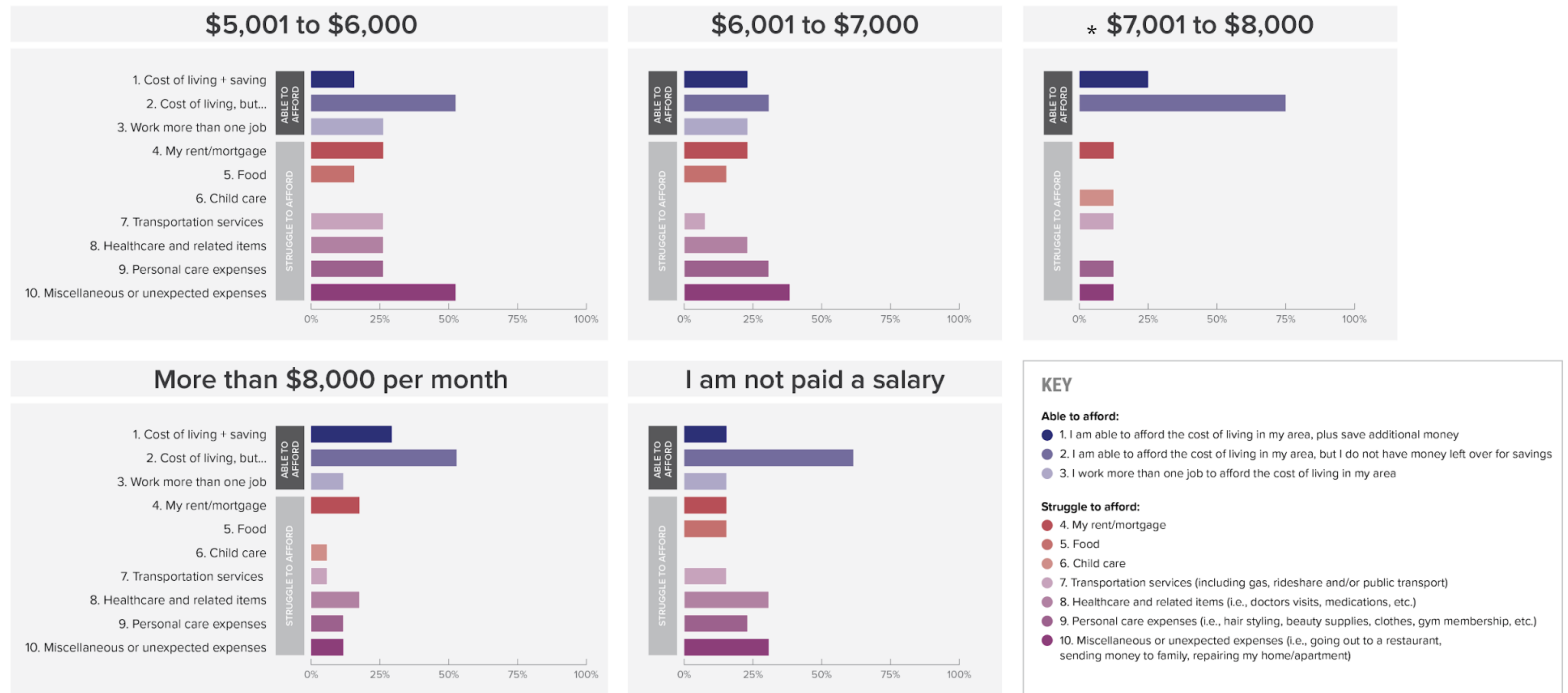 $5,001 to $6,000
1. Cost of living + saving
2. Cost of living, but...
3. Work more than one job
4. My rent/mortgage
5. Food
6. Child care
7. Transportation services
8. Healthcare and related items
9. Personal care expenses
10. Miscellaneous or unexpected expenses
ABLE TO
AFFORD
STRUGGLE TO AFFORD
0% 25% 50% 75% 100%
$6,001 to $7,000
ABLE TO
AFFORD
STRUGGLE TO AFFORD
0% 25% 50% 75% 100%
* $7,001 to $8,000
ABLE TO
AFFORD
STRUGGLE TO AFFORD
0% 25% 50% 75% 100%
More than $8,000 per month
1. Cost of living + saving
2. Cost of living, but...
3. Work more than one job
4. My rent/mortgage
5. Food
6. Child care
7. Transportation services
8. Healthcare and related items
9. Personal care expenses
10. Miscellaneous or unexpected expenses
ABLE TO
AFFORD
STRUGGLE TO AFFORD
0% 25% 50% 75% 100%
I am not paid a salary
ABLE TO
AFFORD
STRUGGLE TO AFFORD
0% 25% 50% 75% 100%
KEY
Able to afford:
1. I am able to afford the cost of living in my area, plus save additional money
2. I am able to afford the cost of living in my area, but I do not have money left over for savings
3. I work more than one job to afford the cost of living in my area
Struggle to afford:
4. My rent/mortgage
5. Food
6. Child care
7. Transportation services (including gas, rideshare and/or public transport)
8. Healthcare and related items (i.e., doctors visits, medications, etc.)
9. Personal care expenses (i.e., hair styling, beauty supplies, clothes, gym membership, etc.)
10. Miscellaneous or unexpected expenses (i.e., going out to a restaurant,
sending money to family, repairing my home/apartment)